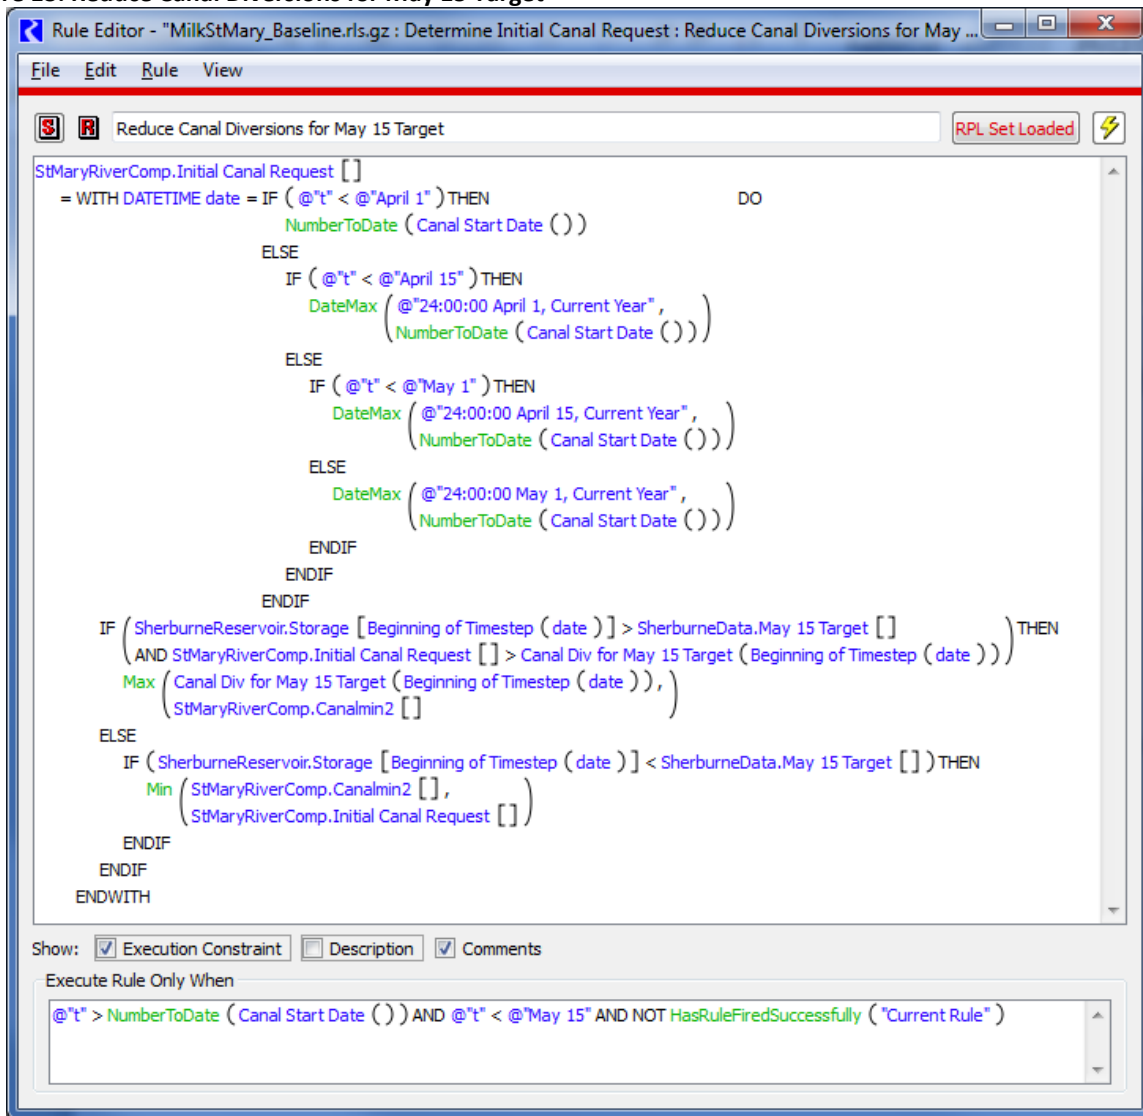 Rule Editor - "MilkStMary_Baseline.rls.gz : Determine Initial Canal Request : Reduce Canal Diversions for May ...
File Edit Rule View
S R Reduce Canal Diversions for May 15 Target RPL Set Loaded
StMaryRiverComp.Initial Canal Request []
= WITH DATETIME date = IF ( @"t" < @"April 1" ) THEN DO
NumberToDate ( Canal Start Date () )
ELSE
IF ( @"t" < @"April 15" ) THEN
DateMax ( @"24:00:00 April 1, Current Year" ,
NumberToDate ( Canal Start Date () ) )
ELSE
IF ( @"t" < @"May 1" ) THEN
DateMax ( @"24:00:00 April 15, Current Year" ,
NumberToDate ( Canal Start Date () ) )
ELSE
DateMax ( @"24:00:00 May 1, Current Year" ,
NumberToDate ( Canal Start Date () ) )
ENDIF
ENDIF
ENDIF
IF ( SherburneReservoir.Storage [ Beginning of Timestep ( date ) ] > SherburneData.May 15 Target [] ) THEN
AND StMaryRiverComp.Initial Canal Request [] > Canal Div for May 15 Target ( Beginning of Timestep ( date ) )
Max ( Canal Div for May 15 Target ( Beginning of Timestep ( date ) ) ,
StMaryRiverComp.Canalmin2 [] )
ELSE
IF ( SherburneReservoir.Storage [ Beginning of Timestep ( date ) ] < SherburneData.May 15 Target [] ) THEN
Min ( StMaryRiverComp.Canalmin2 [] ,
StMaryRiverComp.Initial Canal Request [] )
ENDIF
ENDIF
ENDWITH
Show: Execution Constraint Description Comments
Execute Rule Only When
@"t" > NumberToDate ( Canal Start Date () ) AND @"t" < @"May 15" AND NOT HasRuleFiredSuccessfully ( "Current Rule" )